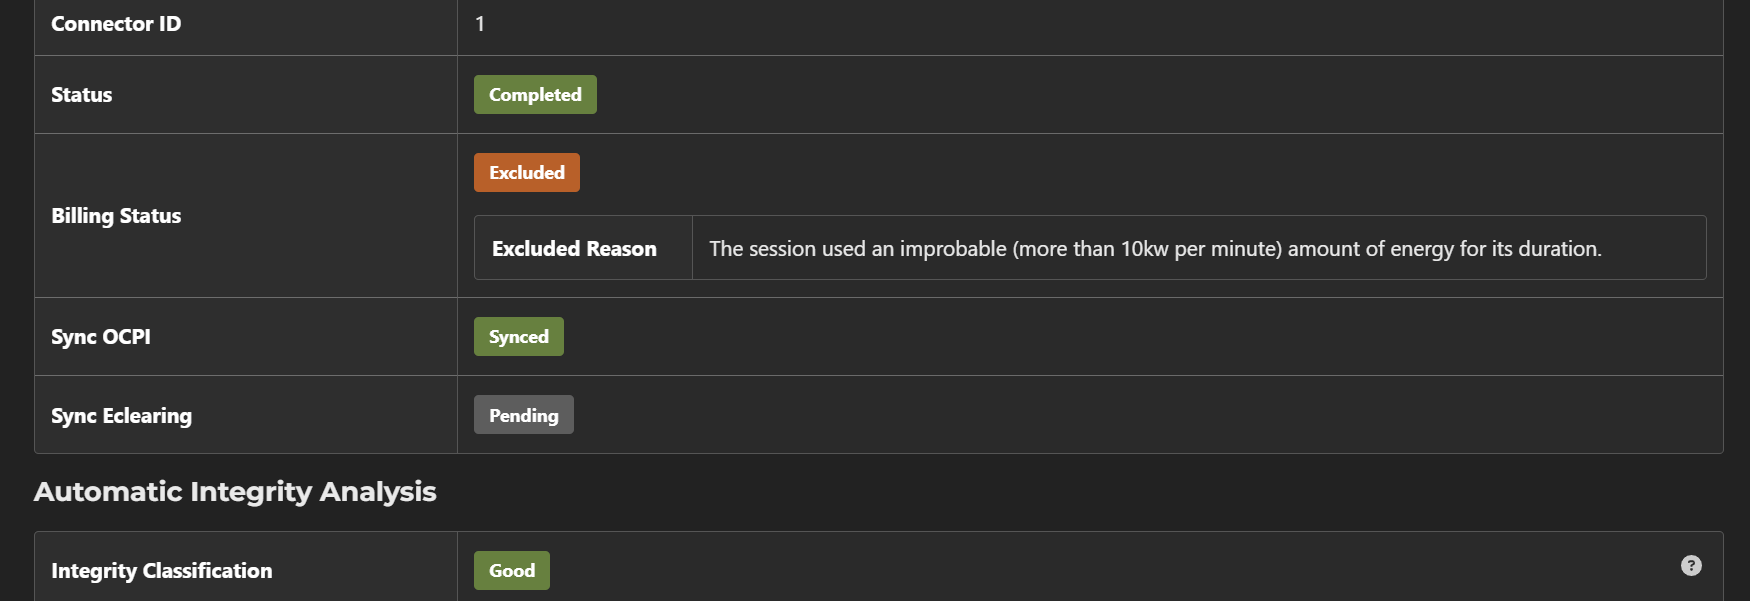 Connector ID 1
Status Completed
Billing Status Excluded
Excluded Reason The session used an improbable (more than 10kw per minute) amount of energy for its duration.
Sync OCPI Synced
Sync Eclearing Pending
Automatic Integrity Analysis
Integrity Classification Good ?